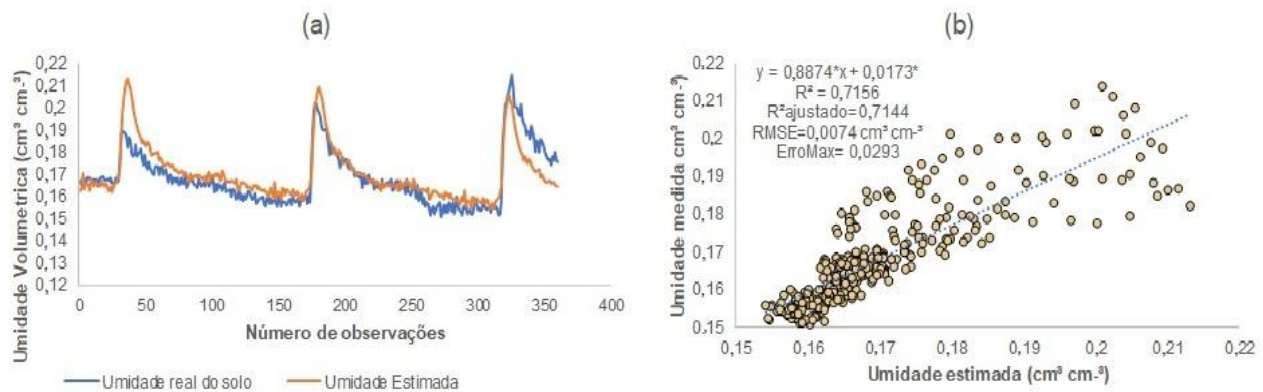 (a)
Umidade Volumetrica (cm³ cm-³)
0,22
0,21
0,2
0,19
0,18
0,17
0,16
0,15
0,14
0,13
0,12
0 50 100 150 200 250 300 350 400
Número de observações
Umidade real do solo Umidade Estimada
(b)
Umidade medida cm³ cm-³)
0,22
0,21
0,2
0,19
0,18
0,17
0,16
0,15
y = 0,8874*x + 0,0173*
R² = 0,7156
R²ajustado=0,7144
RMSE=0,0074 cm³ cm-³
ErroMax= 0,0293
0,15 0,16 0,17 0,18 0,19 0,2 0,21 0,22
Umidade estimada (cm³ cm-³)